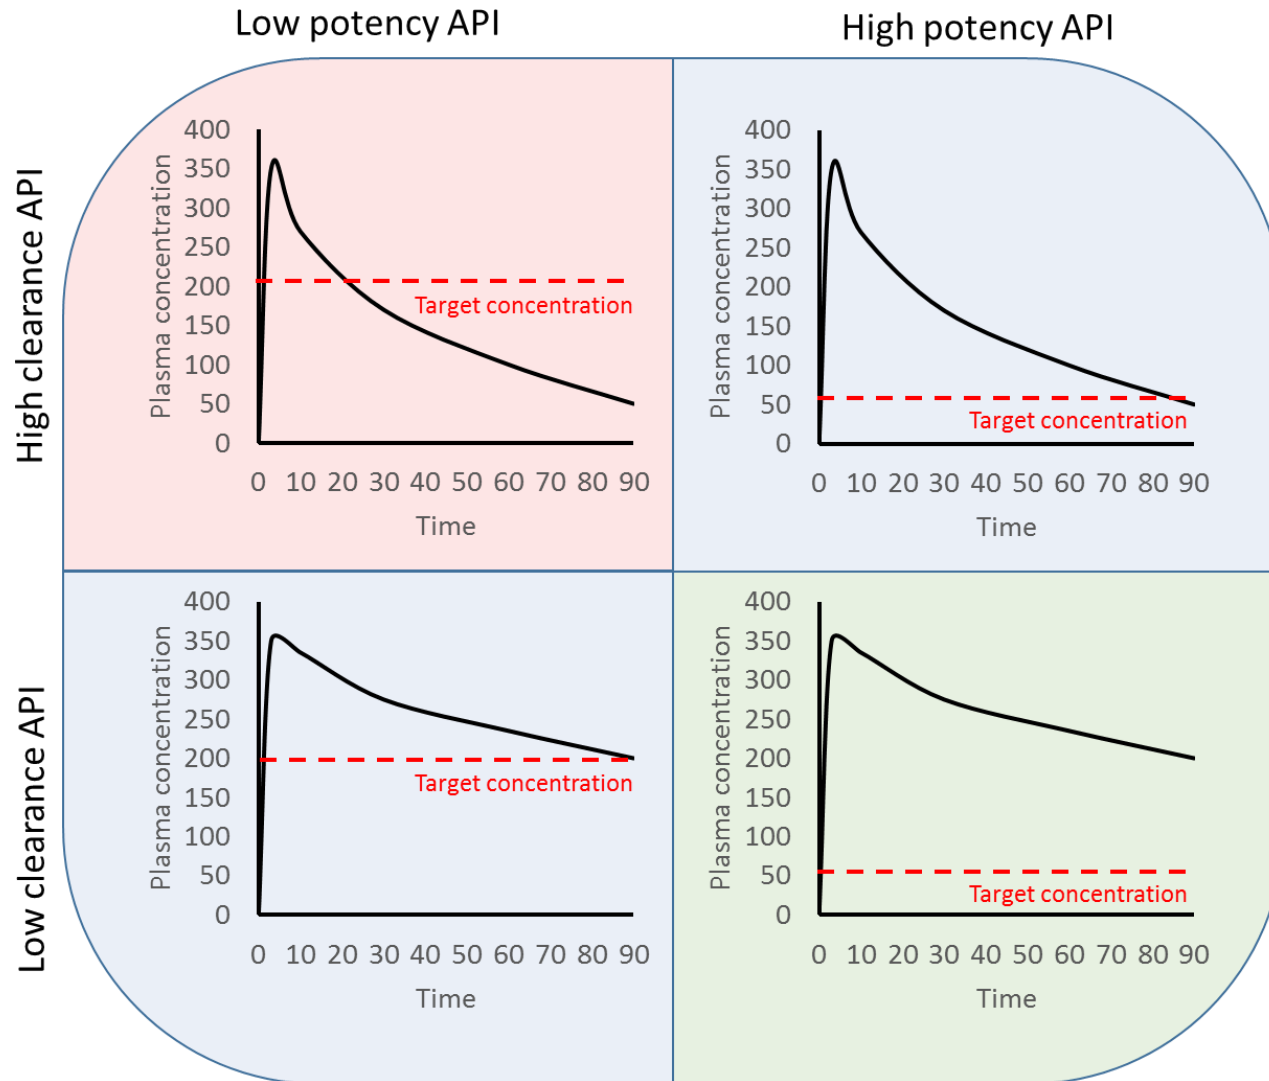 Low potency API
High potency API
High clearance API
Plasma concentration
400
350
300
250
200
150
100
50
0
Target concentration
0 10 20 30 40 50 60 70 80 90
Time
Plasma concentration
400
350
300
250
200
150
100
50
0
Target concentration
0 10 20 30 40 50 60 70 80 90
Time
Low clearance API
Plasma concentration
400
350
300
250
200
150
100
50
0
Target concentration
0 10 20 30 40 50 60 70 80 90
Time
Plasma concentration
400
350
300
250
200
150
100
50
0
Target concentration
0 10 20 30 40 50 60 70 80 90
Time